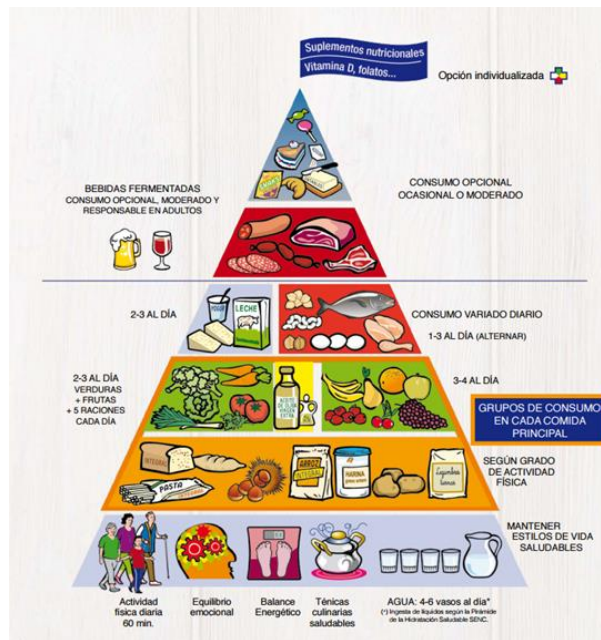 Suplementos nutricionales
Vitamina D, folatos...
Opción individualizada
BEBIDAS FERMENTADAS
CONSUMO OPCIONAL, MODERADO Y
RESPONSABLE EN ADULTOS
CONSUMO OPCIONAL
OCASIONAL O MODERADO
2-3 AL DÍA
YOGUR
LECHE
CONSUMO VARIADO DIARIO
1-3 AL DÍA (ALTERNAR)
2-3 AL DÍA
VERDURAS
+ FRUTAS
+ 5 RACIONES
CADA DÍA
ACEITE
DE OLIVA
VIRGEN
EXTRA
3-4 AL DÍA
GRUPOS DE CONSUMO
EN CADA COMIDA
PRINCIPAL
INTEGRAL
PASTA
ARROZ
INTEGRAL
HARINA
Legumbres
tiernas
SEGÚN GRADO
DE ACTIVIDAD
FÍSICA
MANTENER
ESTILOS DE VIDA
SALUDABLES
Actividad
física diaria
60 min.
Equilibrio
emocional
Balance
Energético
Ténicas
culinarias
saludables
AGUA: 4-6 vasos al día*
(*) Ingesta de líquidos según la Pirámide
de la Hidratación Saludable SENC.